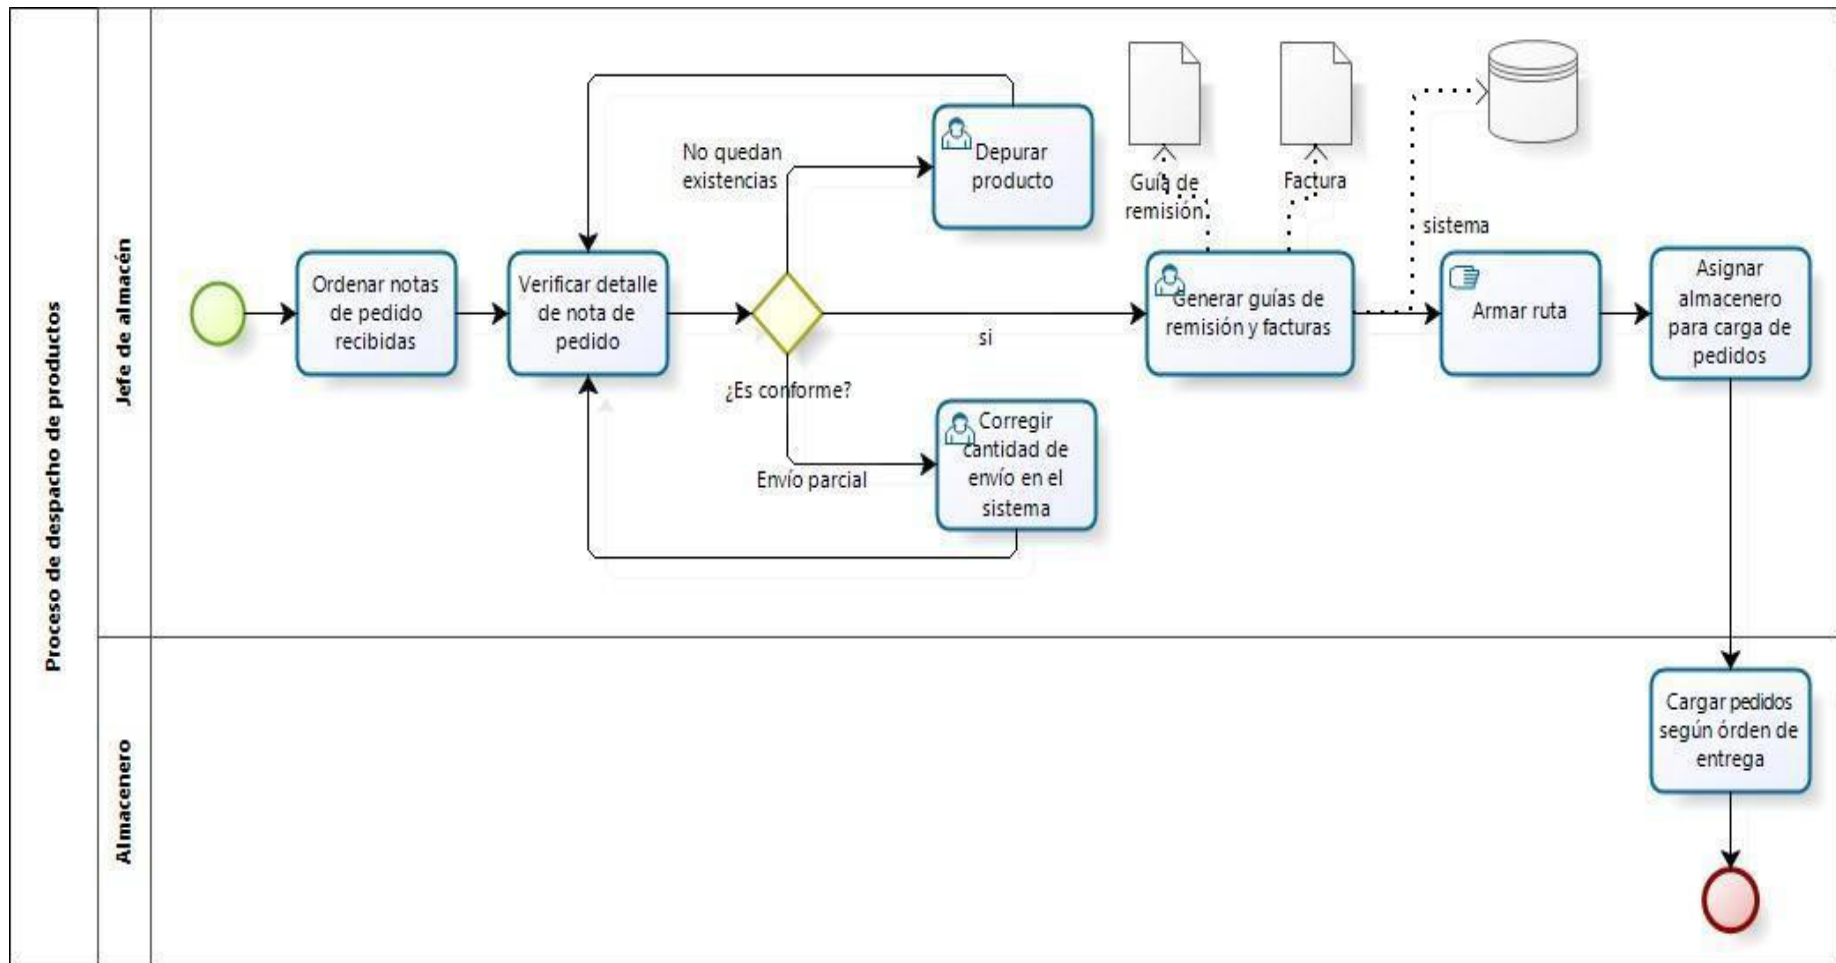 Proceso de despacho de productos
Jefe de almacén
Ordenar notas
de pedido
recibidas
Verificar detalle
de nota de
pedido
¿Es conforme?
No quedan
existencias
Depurar
producto
si
Envío parcial
Corregir
cantidad de
envío en el
sistema
Guía de
remisión
Factura
sistema
Generar guías de
remisión y facturas
Armar ruta
Asignar
almacenero
para carga de
pedidos
Almacenero
Cargar pedidos
según órden de
entrega